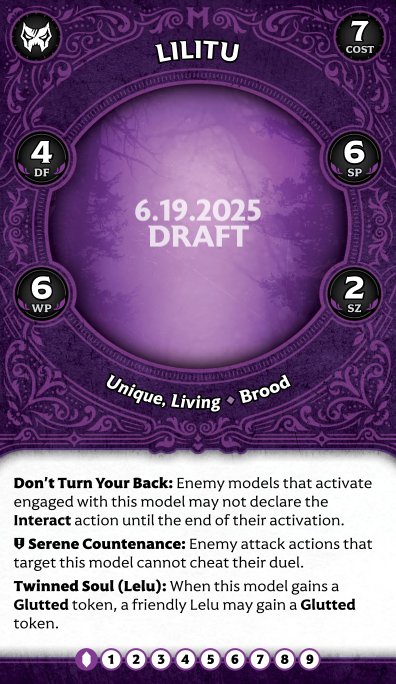 LILITU
7
COST
4
DF
6
SP
6.19.2025
DRAFT
6
WP
2
SZ
Unique, Living ◆ Brood
Don't Turn Your Back: Enemy models that activate
engaged with this model may not declare the
Interact action until the end of their activation.
Serene Countenance: Enemy attack actions that
target this model cannot cheat their duel.
Twinned Soul (Lelu): When this model gains a
Glutted token, a friendly Lelu may gain a Glutted
token.
1 2 3 4 5 6 7 8 9